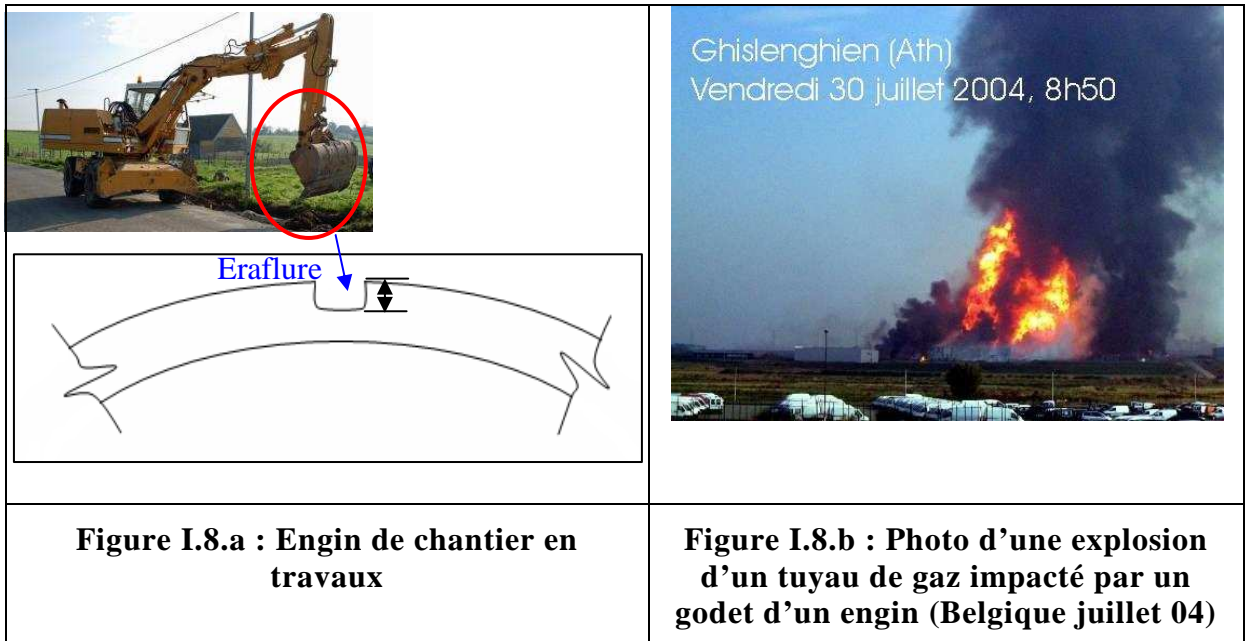 Eraflure
Ghislenghien (Ath)
Vendredi 30 juillet 2004, 8h50
Figure I.8.a : Engin de chantier en
travaux
Figure I.8.b : Photo d'une explosion
d'un tuyau de gaz impacté par un
godet d'un engin (Belgique juillet 04)